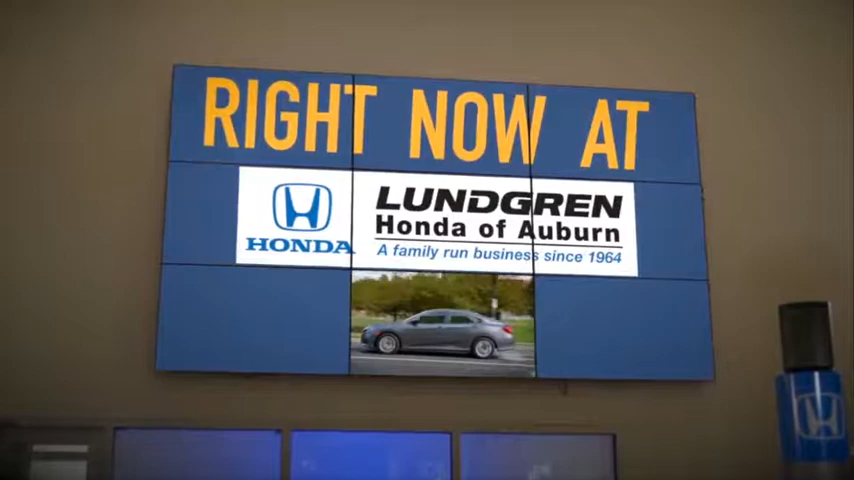 RIGHT NOW AT
HONDA
LUNDGREN
Honda of Auburn
A family run business since 1964